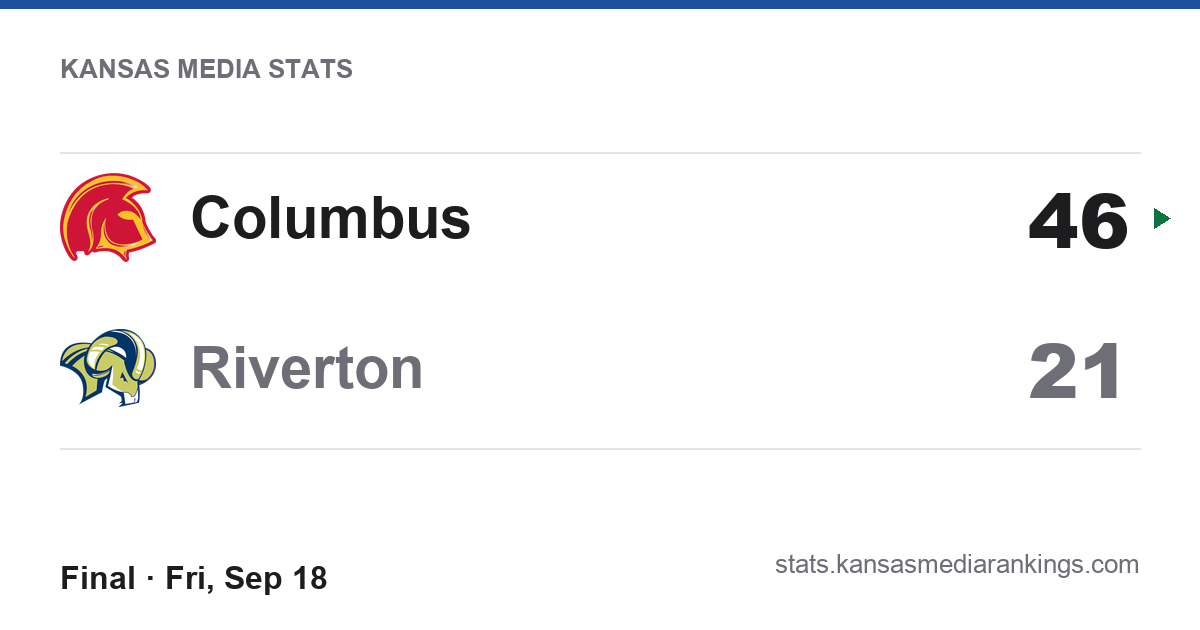 KANSAS MEDIA STATS
Columbus 46
Riverton 21
Final · Fri, Sep 18
stats.kansasmediarankings.com